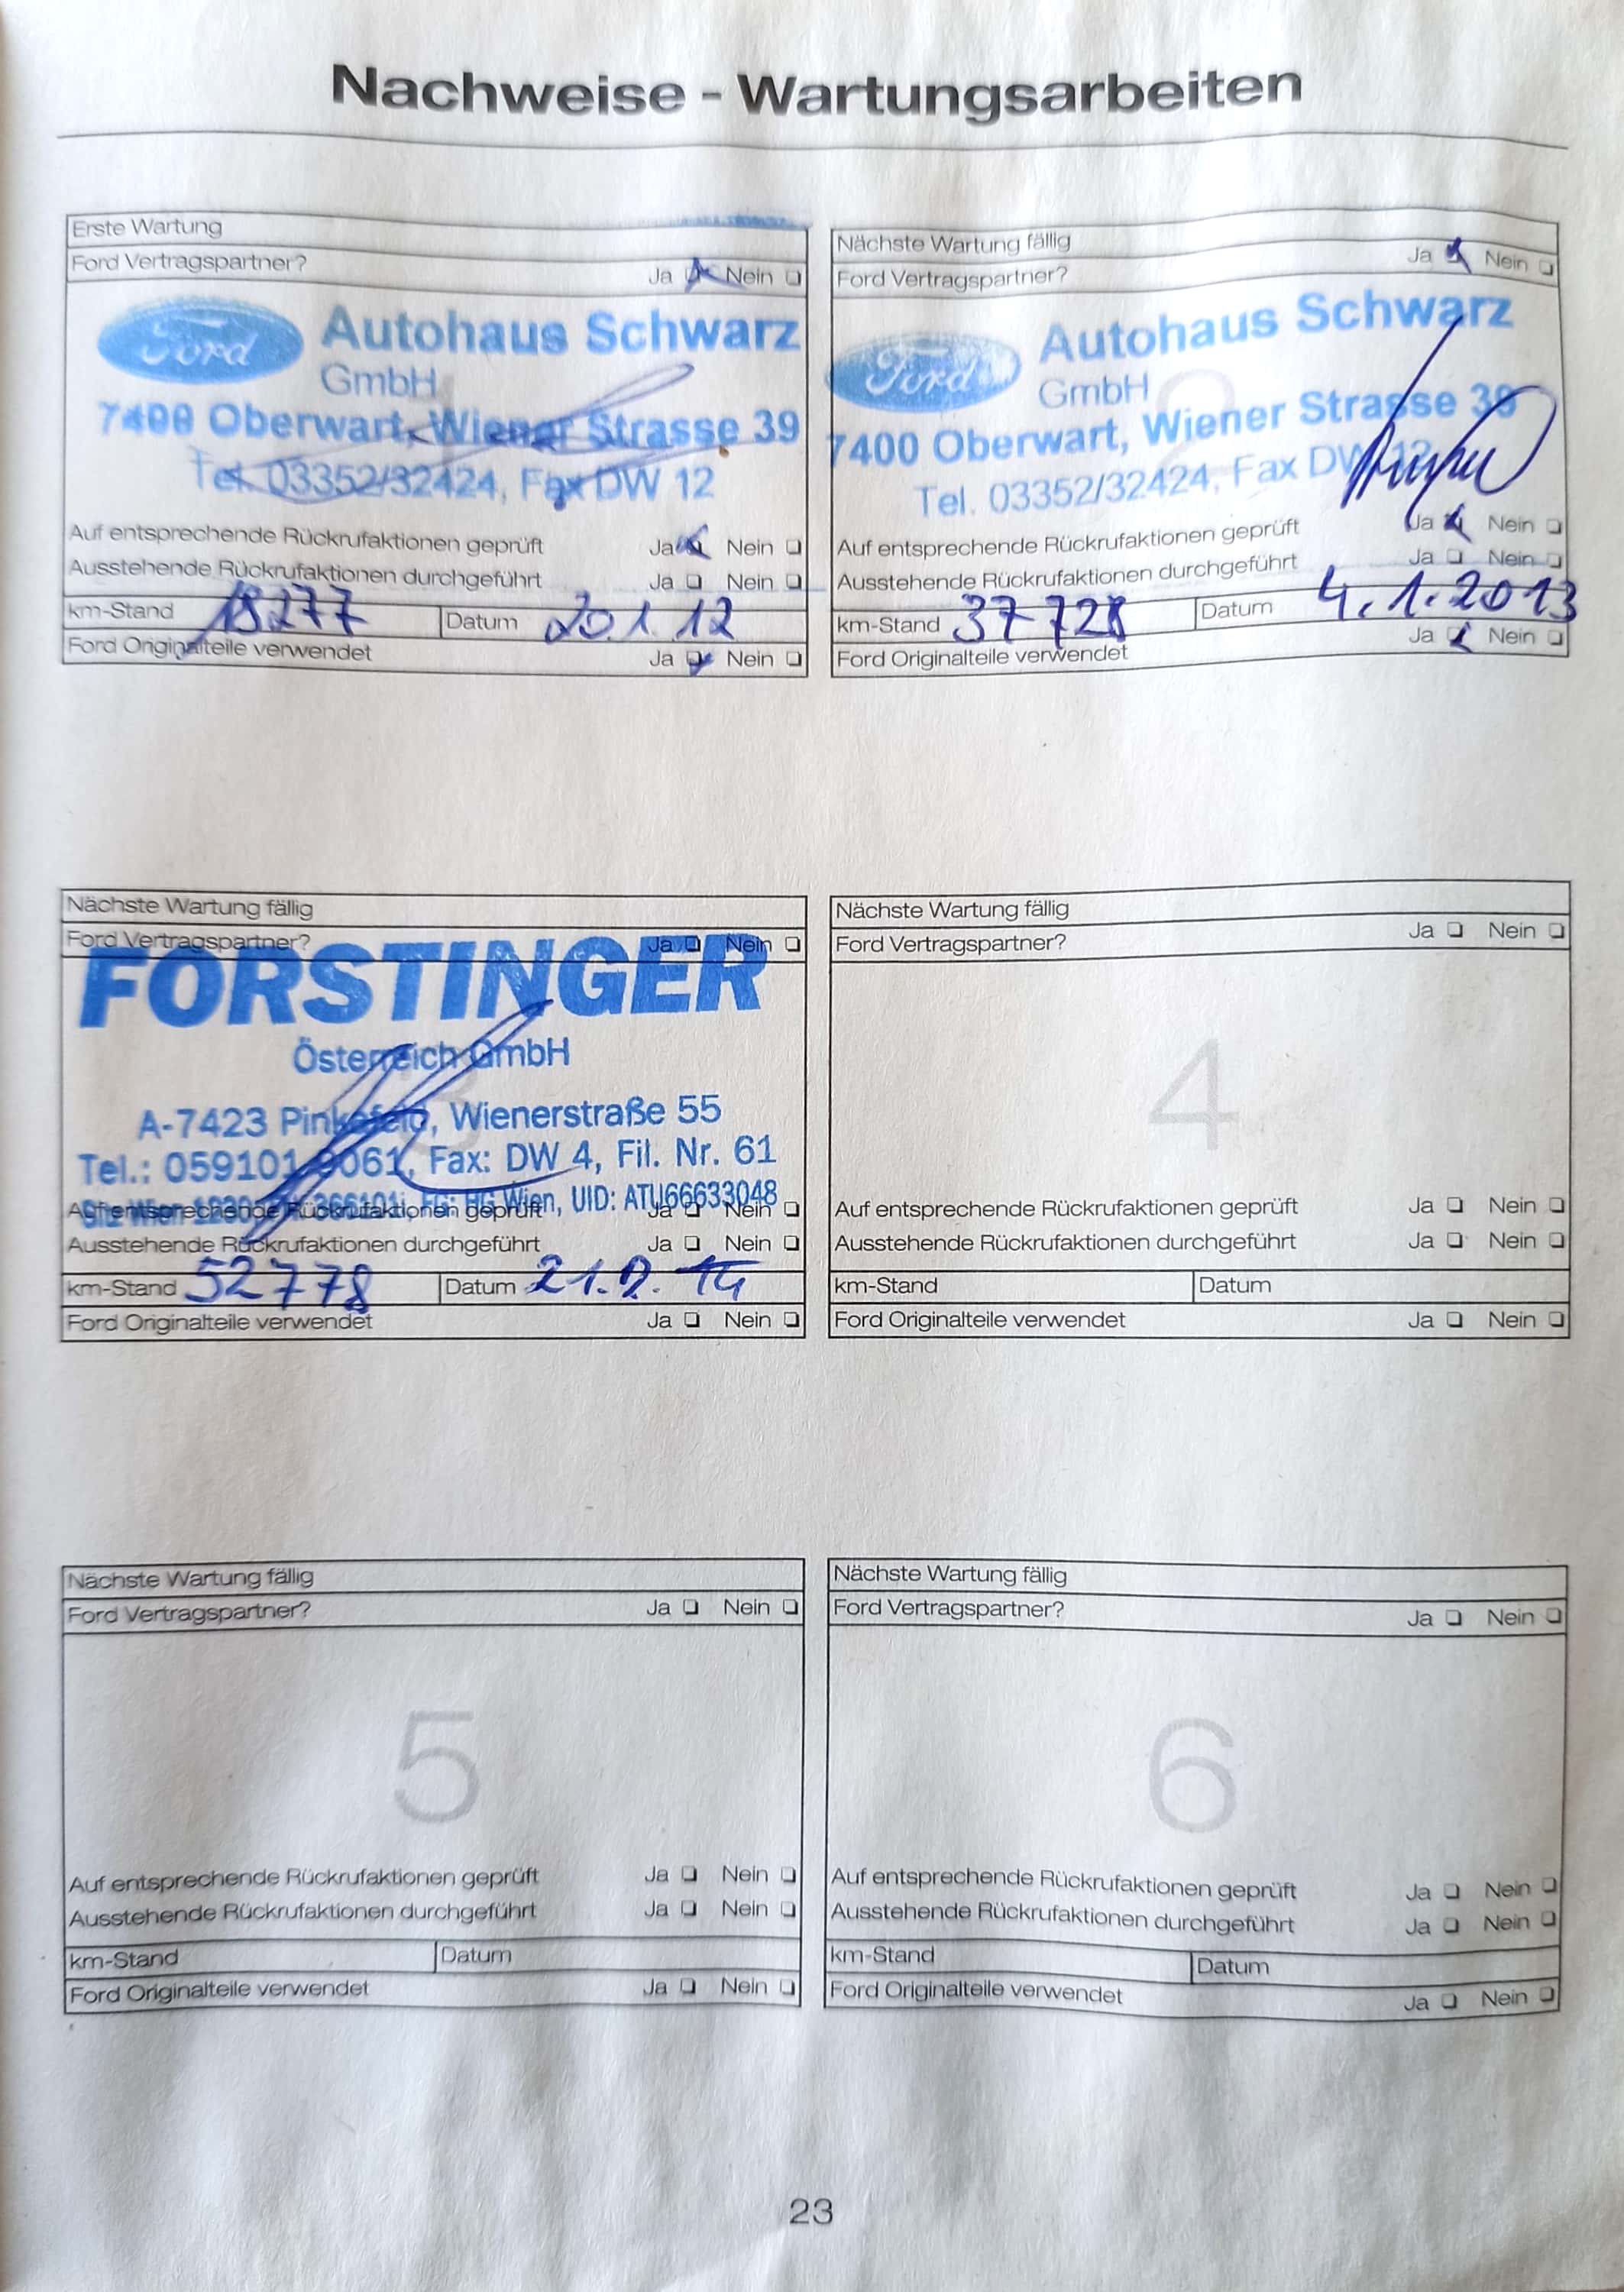 Nachweise - Wartungsarbeiten
Erste Wartung
Ford Vertragspartner? Ja Nein
Ford Autohaus Schwarz
GmbH
7400 Oberwart, Wiener Strasse 39
Tel. 03352/32424, Fax DW 12
Auf entsprechende Rückrufaktionen geprüft Ja Nein
Ausstehende Rückrufaktionen durchgeführt Ja Nein
km-Stand 18277 Datum 20.1.12
Ford Originalteile verwendet Ja Nein
Nächste Wartung fällig
Ford Vertragspartner? Ja Nein
Ford Autohaus Schwarz
GmbH
2
7400 Oberwart, Wiener Strasse 39
Tel. 03352/32424, Fax DW 12
Auf entsprechende Rückrufaktionen geprüft Ja Nein
Ausstehende Rückrufaktionen durchgeführt Ja Nein
km-Stand 37728 Datum 4.1.2013
Ford Originalteile verwendet Ja Nein
Nächste Wartung fällig
Ford Vertragspartner? Ja Nein
FORSTINGER
Österreich GmbH
3
A-7423 Pinkafeld, Wienerstraße 55
Tel.: 059101 9061, Fax: DW 4, Fil. Nr. 61
Wien, UID: ATU66633048
Auf entsprechende Rückrufaktionen geprüft Ja Nein
Ausstehende Rückrufaktionen durchgeführt Ja Nein
km-Stand 52778 Datum 21.2.14
Ford Originalteile verwendet Ja Nein
Nächste Wartung fällig
Ford Vertragspartner? Ja Nein
4
Auf entsprechende Rückrufaktionen geprüft Ja Nein
Ausstehende Rückrufaktionen durchgeführt Ja Nein
km-Stand Datum
Ford Originalteile verwendet Ja Nein
Nächste Wartung fällig
Ford Vertragspartner? Ja Nein
5
Auf entsprechende Rückrufaktionen geprüft Ja Nein
Ausstehende Rückrufaktionen durchgeführt Ja Nein
km-Stand Datum
Ford Originalteile verwendet Ja Nein
Nächste Wartung fällig
Ford Vertragspartner? Ja Nein
6
Auf entsprechende Rückrufaktionen geprüft Ja Nein
Ausstehende Rückrufaktionen durchgeführt Ja Nein
km-Stand Datum
Ford Originalteile verwendet Ja Nein
23